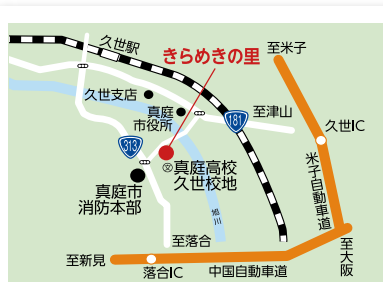 久世駅
きらめきの里
至米子
久世支店
真庭
市役所
181
至津山
久世IC
313
米子自動車道
真庭高校
久世校地
真庭市
消防本部
旭川
至落合
至大阪
至新見
落合IC
中国自動車道